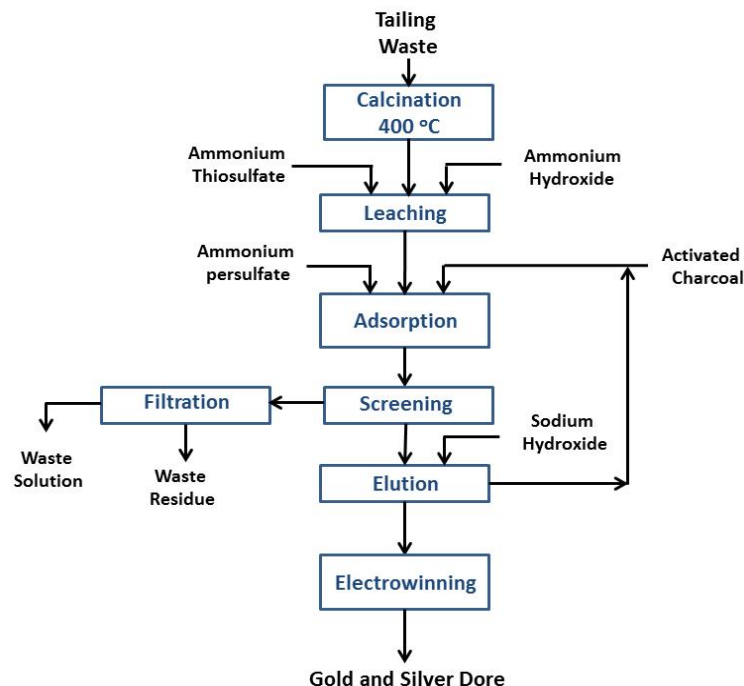 Tailing
Waste
Calcination
400 °C
Ammonium
Thiosulfate
Ammonium
Hydroxide
Leaching
Ammonium
persulfate
Activated
Charcoal
Adsorption
Filtration
Screening
Sodium
Hydroxide
Waste
Solution
Waste
Residue
Elution
Electrowinning
Gold and Silver Dore